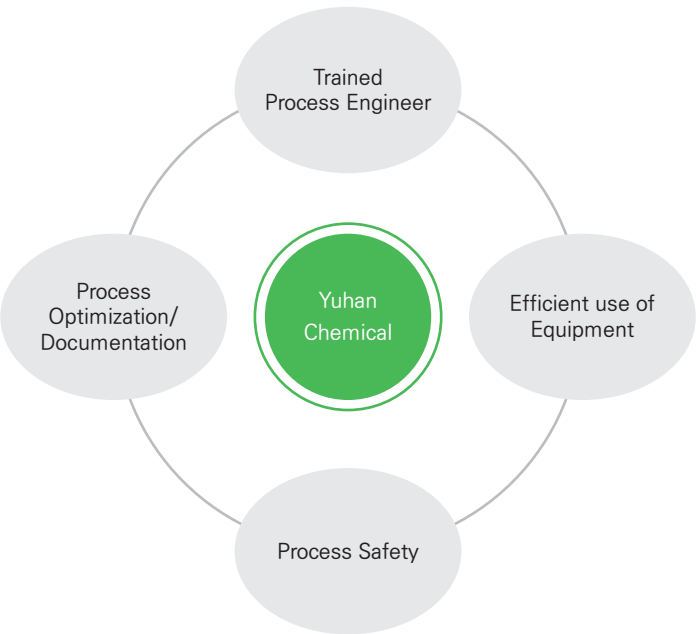 Trained
Process Engineer
Process
Optimization/
Documentation
Yuhan
Chemical
Efficient use of
Equipment
Process Safety